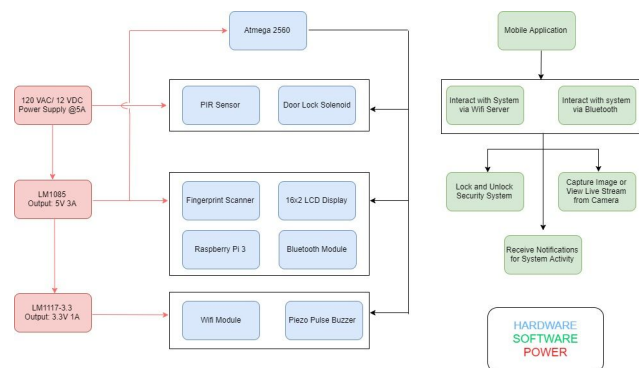 Atmega 2560
Mobile Application
120 VAC/ 12 VDC
Power Supply @5A
PIR Sensor
Door Lock Solenoid
Interact with System
via Wifi Server
Interact with system
via Bluetooth
LM1085
Output: 5V 3A
Fingerprint Scanner
16x2 LCD Display
Lock and Unlock
Security System
Capture Image or
View Live Stream
from Camera
Raspberry Pi 3
Bluetooth Module
Receive Notifications
for System Activity
LM1117-3.3
Output: 3.3V 1A
Wifi Module
Piezo Pulse Buzzer
HARDWARE
SOFTWARE
POWER